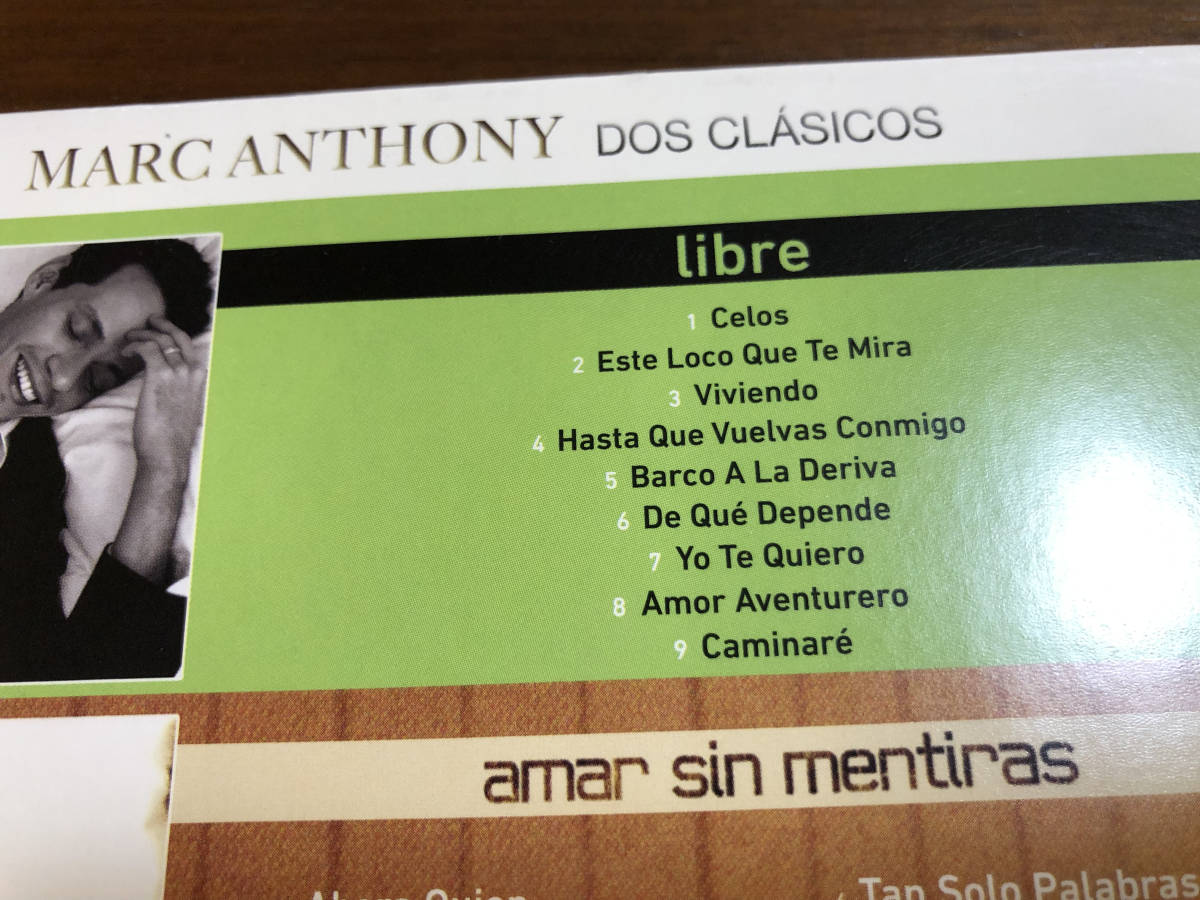 MARC ANTHONY DOS CLÁSICOS
libre
1 Celos
2 Este Loco Que Te Mira
3 Viviendo
4 Hasta Que Vuelvas Conmigo
5 Barco A La Deriva
6 De Qué Depende
7 Yo Te Quiero
8 Amor Aventurero
9 Caminaré
amar sin mentiras
Ahora Quien
Tan Solo Palabras